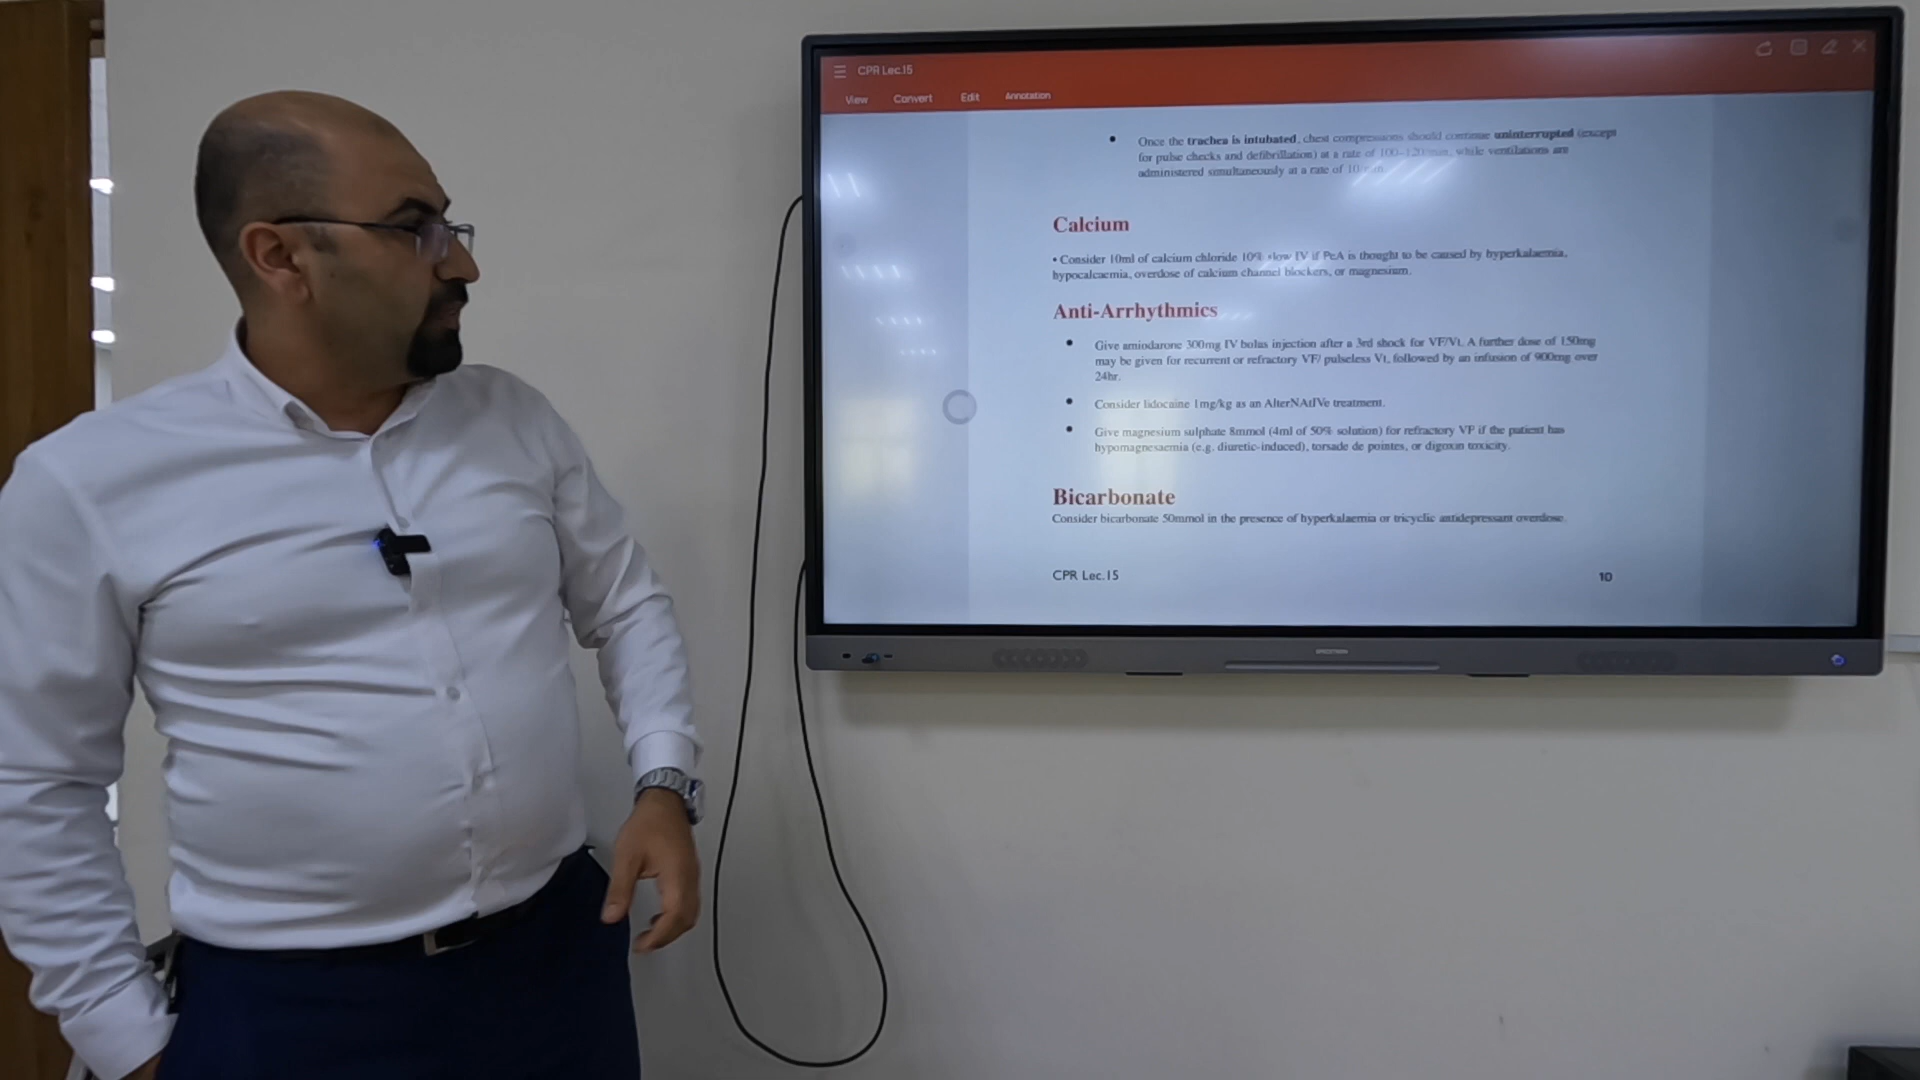 CPR Lec.15
View Convert Edit Annotation
• Once the trachea is intubated, chest compressions should continue uninterrupted (except
for pulse checks and defibrillation) at a rate of 100–120/min, while ventilations are
administered simultaneously at a rate of
Calcium
• Consider 10ml of calcium chloride 10% slow IV if PeA is thought to be caused by hyperkalaemia,
hypocalcaemia, overdose of calcium channel blockers, or magnesium.
Anti-Arrhythmics
• Give amiodarone 300mg IV bolus injection after a 3rd shock for VF/Vt. A further dose of 150mg
may be given for recurrent or refractory VF/ pulseless Vt, followed by an infusion of 900mg over
24hr.
• Consider lidocaine 1mg/kg as an AlterNAtIVe treatment.
• Give magnesium sulphate 8mmol (4ml of 50% solution) for refractory VF if the patient has
hypomagnesaemia (e.g. diuretic-induced), torsade de pointes, or digoxin toxicity.
Bicarbonate
Consider bicarbonate 50mmol in the presence of hyperkalaemia or tricyclic antidepressant overdose.
CPR Lec.15 10